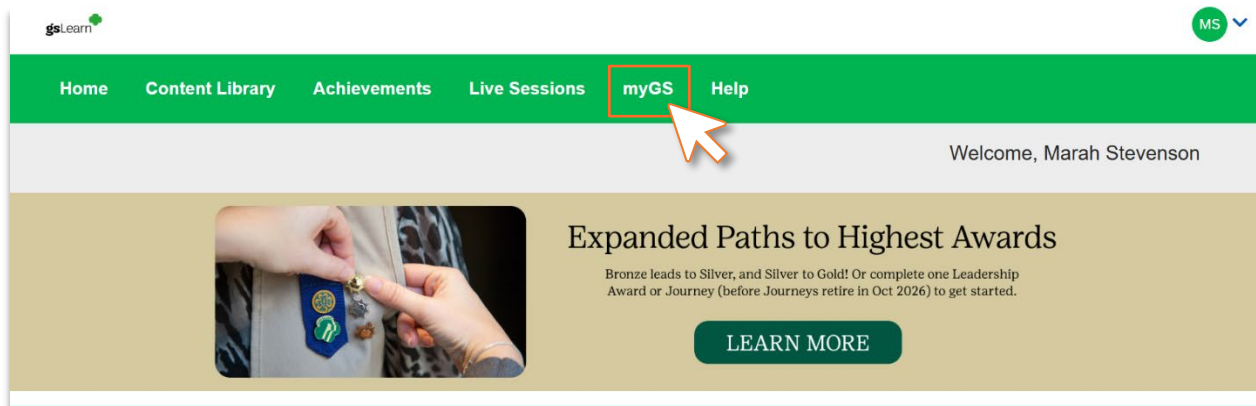 gsLearn
MS
Home Content Library Achievements Live Sessions myGS Help
Welcome, Marah Stevenson
Expanded Paths to Highest Awards
Bronze leads to Silver, and Silver to Gold! Or complete one Leadership
Award or Journey (before Journeys retire in Oct 2026) to get started.
LEARN MORE